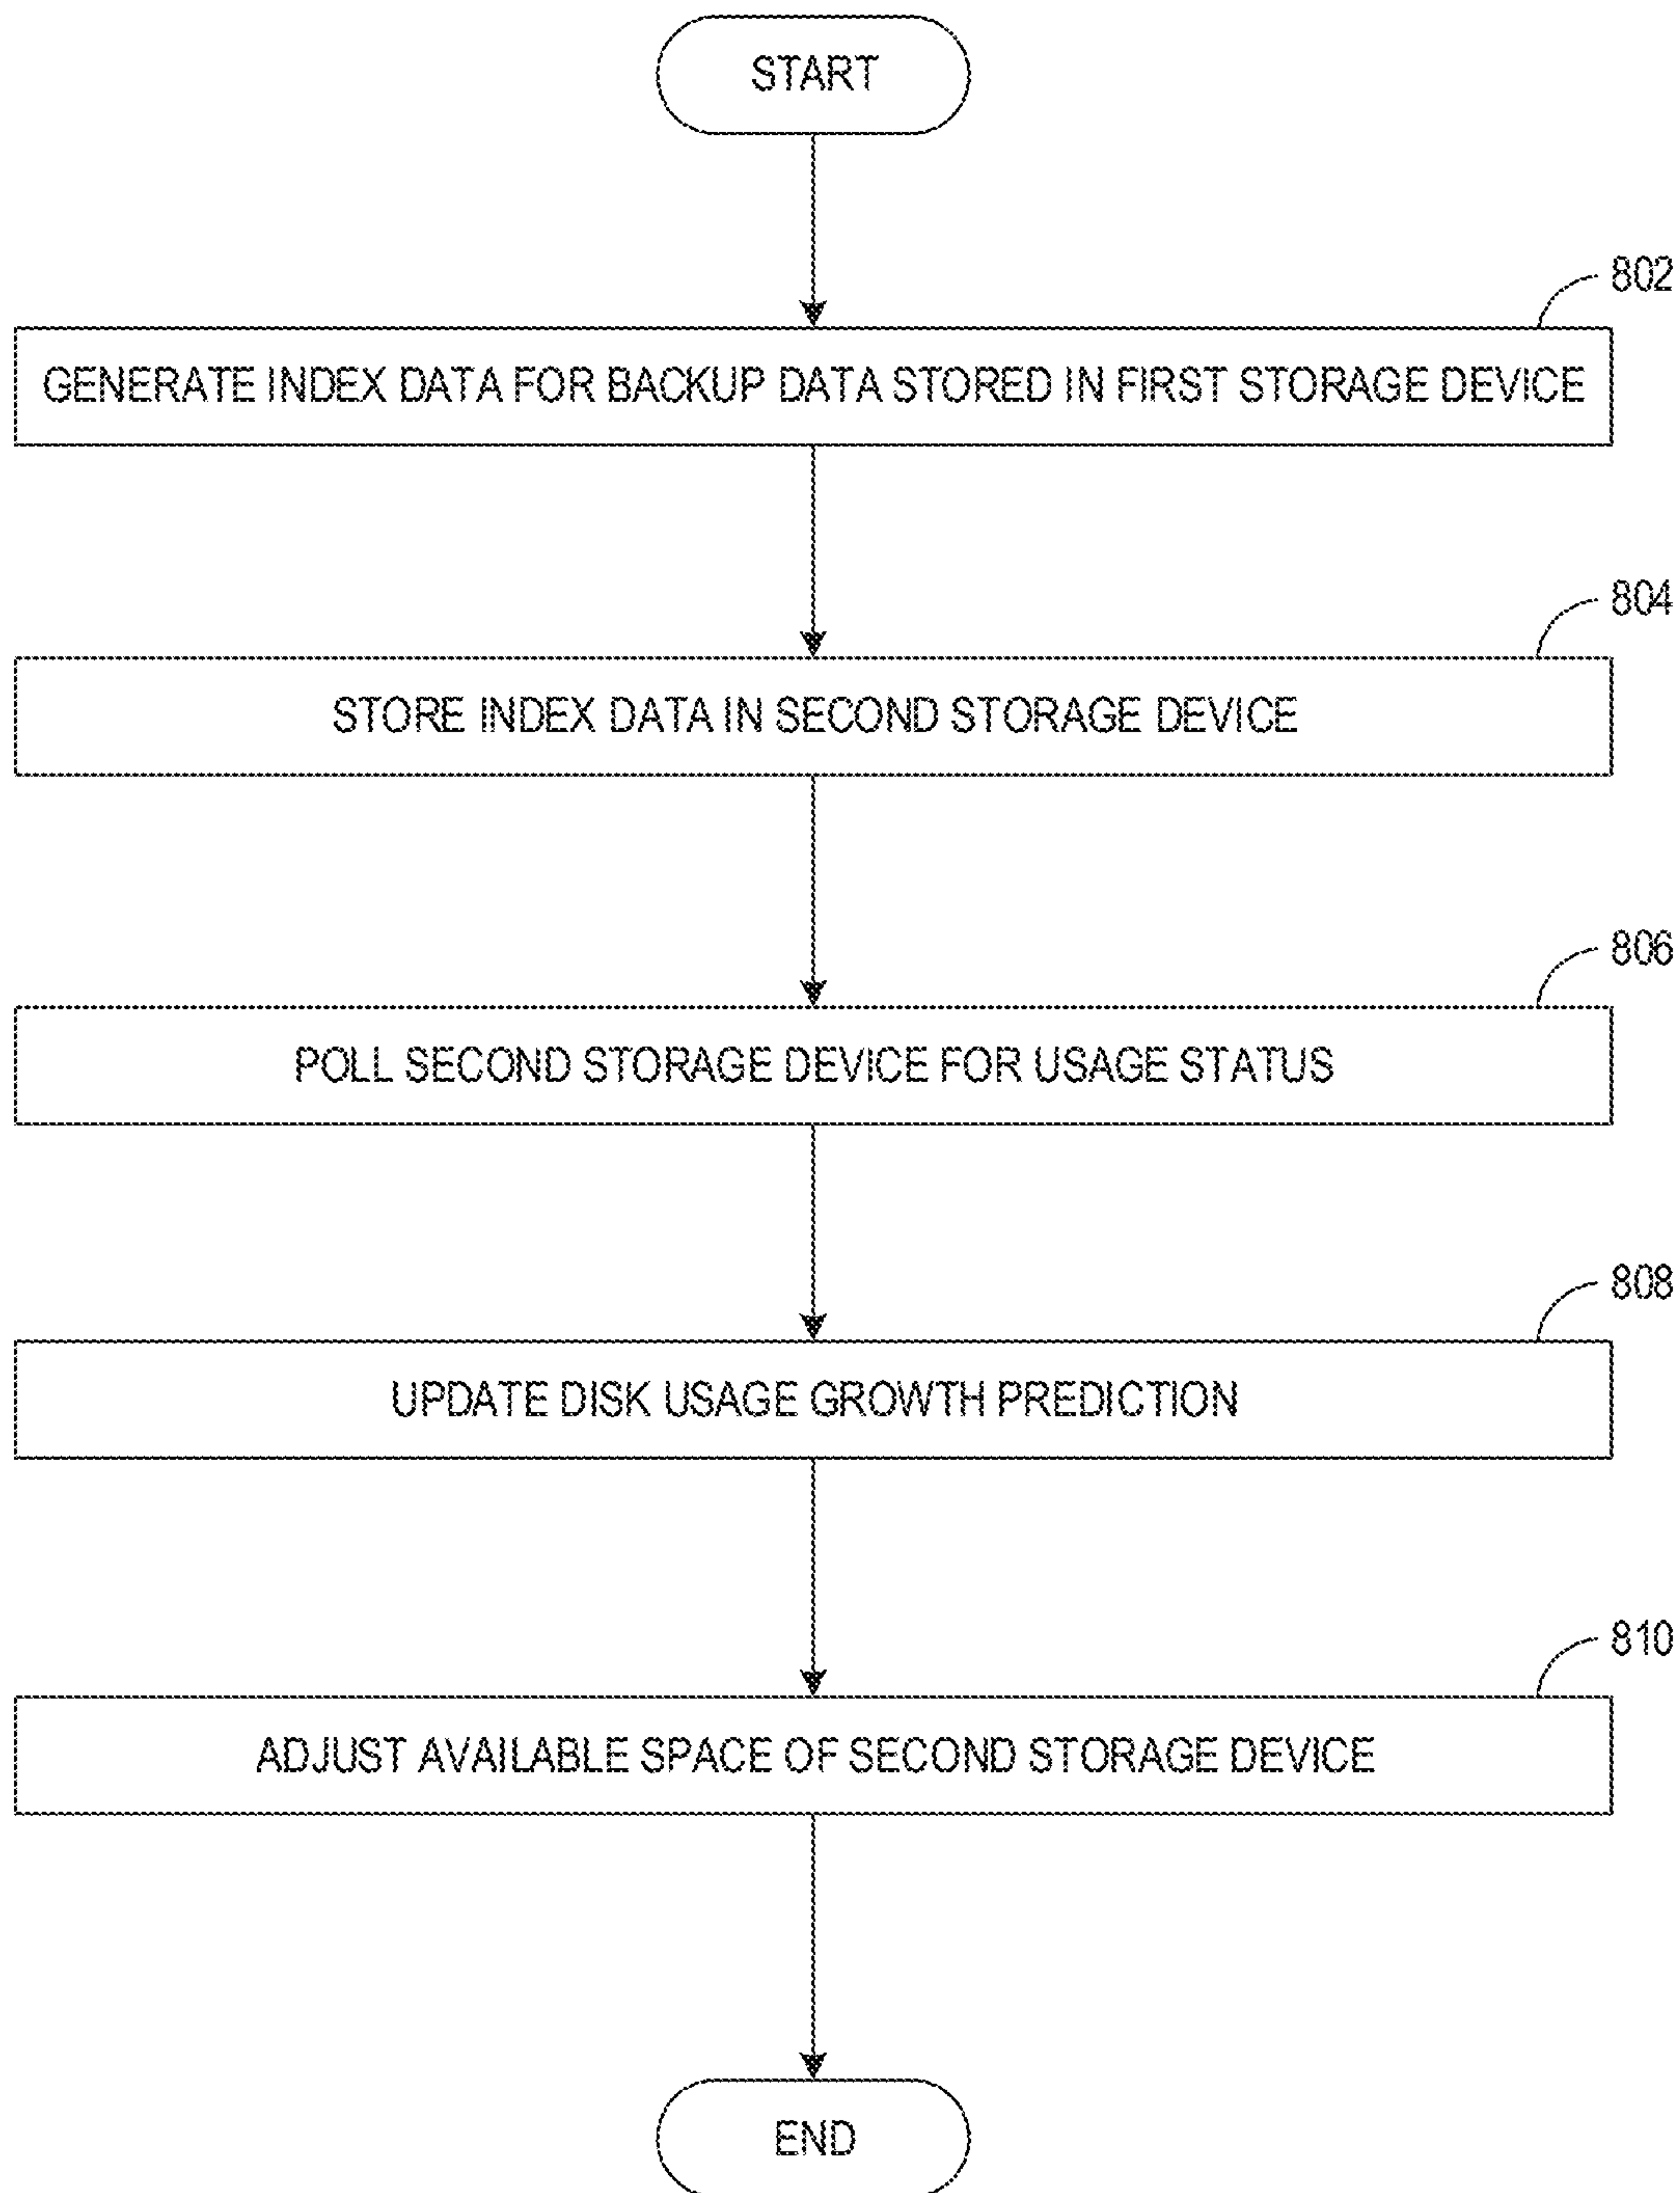 START
802
GENERATE INDEX DATA FOR BACKUP DATA STORED IN FIRST STORAGE DEVICE
804
STORE INDEX DATA IN SECOND STORAGE DEVICE
806
POLL SECOND STORAGE DEVICE FOR USAGE STATUS
808
UPDATE DISK USAGE GROWTH PREDICTION
810
ADJUST AVAILABLE SPACE OF SECOND STORAGE DEVICE
END